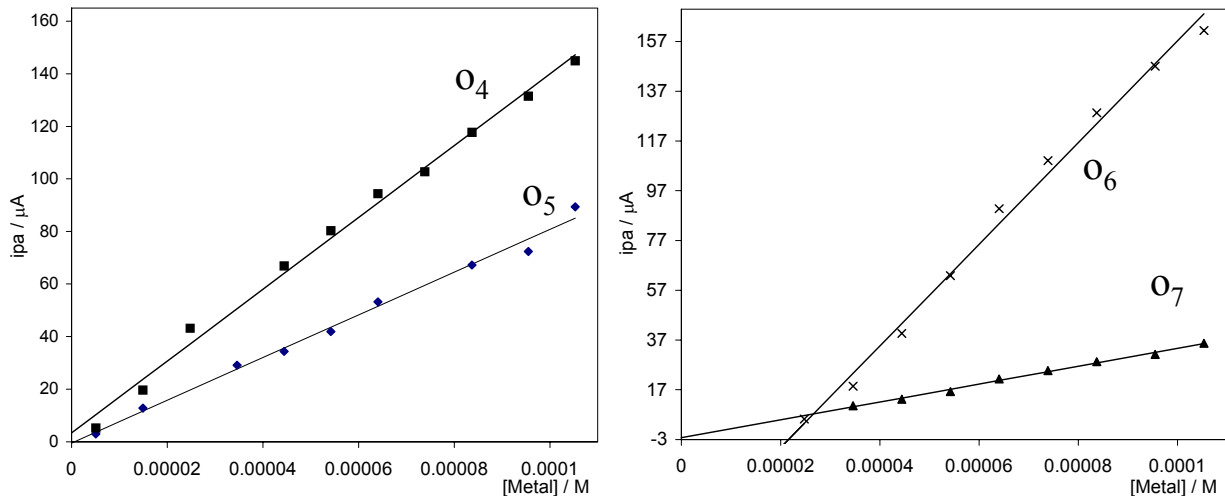 160
140
120
100
80
60
40
20
0
ipa / μA
o₄
o₅
0 0.00002 0.00004 0.00006 0.00008 0.0001
[Metal] / M
157
137
117
97
77
57
37
17
-3
ipa / μA
o₆
o₇
0 0.00002 0.00004 0.00006 0.00008 0.0001
[Metal] / M